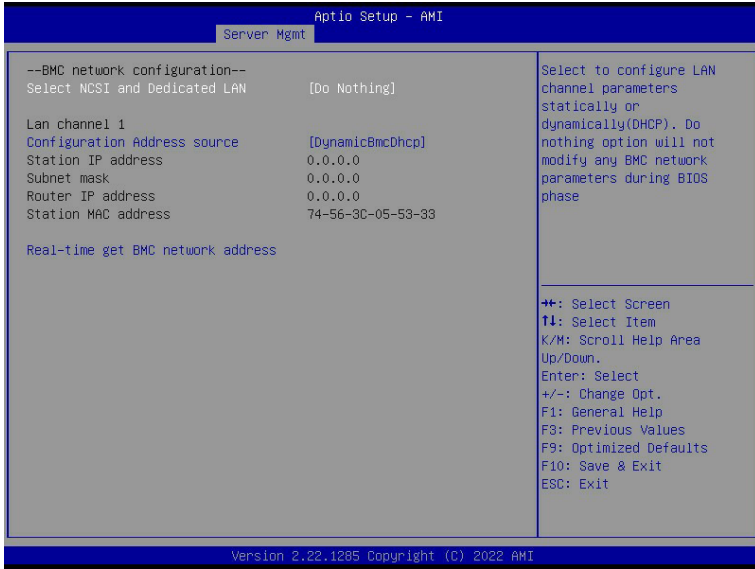 Aptio Setup – AMI
Server Mgmt
--BMC network configuration--
Select NCSI and Dedicated LAN [Do Nothing]
Lan channel 1
Configuration Address source [DynamicBmcDhcp]
Station IP address 0.0.0.0
Subnet mask 0.0.0.0
Router IP address 0.0.0.0
Station MAC address 74-56-3C-05-53-33
Real-time get BMC network address
Select to configure LAN
channel parameters
statically or
dynamically(DHCP). Do
nothing option will not
modify any BMC network
parameters during BIOS
phase
→←: Select Screen
↑↓: Select Item
K/M: Scroll Help Area
Up/Down.
Enter: Select
+/-: Change Opt.
F1: General Help
F3: Previous Values
F9: Optimized Defaults
F10: Save & Exit
ESC: Exit
Version 2.22.1285 Copyright (C) 2022 AMI